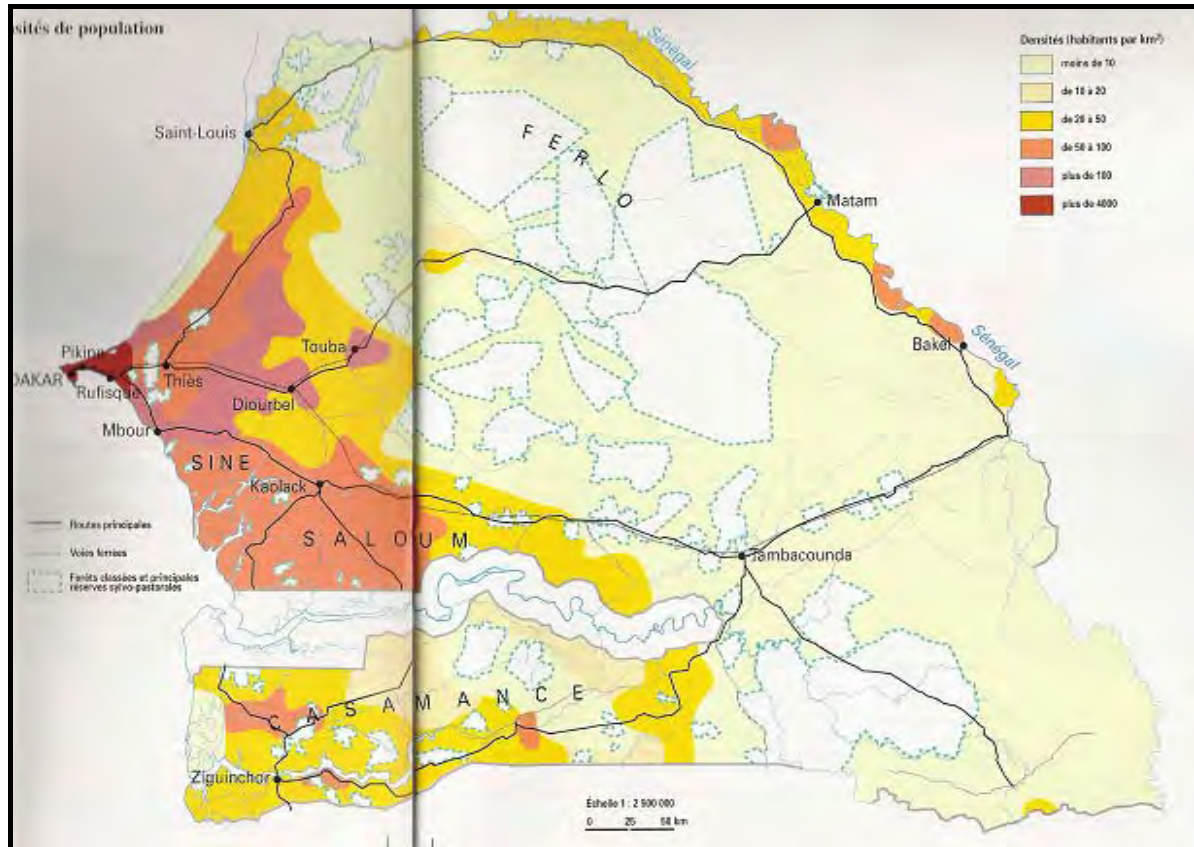 sités de population
Densités (habitants par km²)
moins de 10
de 10 à 20
de 20 à 50
de 50 à 100
plus de 100
plus de 4000
Sénégal
Saint-Louis
FERLO
Matam
Bakel
Sénégal
Touba
Pikine
DAKAR
Rufisque
Thiès
Diourbel
Mbour
SINE
Kaolack
SALOUM
Tambacounda
Routes principales
Voies ferrées
Forêts classées et principales
réserves sylvo-pastorales
CASAMANCE
Ziguinchor
Échelle 1 : 2 500 000
0 25 50 km